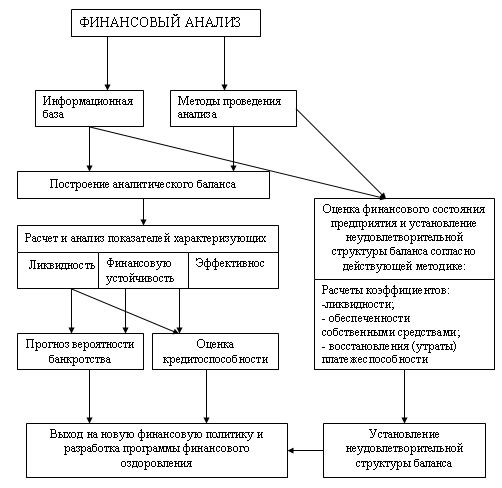 ФИНАНСОВЫЙ АНАЛИЗ
Информационная
база
Методы проведения
анализа
Построение аналитического баланса
Оценка финансового состояния
предприятия и установление
неудовлетворительной
структуры баланса согласно
действующей методике:
Расчет и анализ показателей характеризующих
Ликвидность
Финансовую
устойчивость
Эффективнос
Расчеты коэффициентов:
-ликвидности;
- обеспеченности
собственными средствами;
- восстановления (утраты)
платежеспособности
Прогноз вероятности
банкротства
Оценка
кредитоспособности
Выход на новую финансовую политику и
разработка программы финансового
оздоровления
Установление
неудовлетворительной
структуры баланса